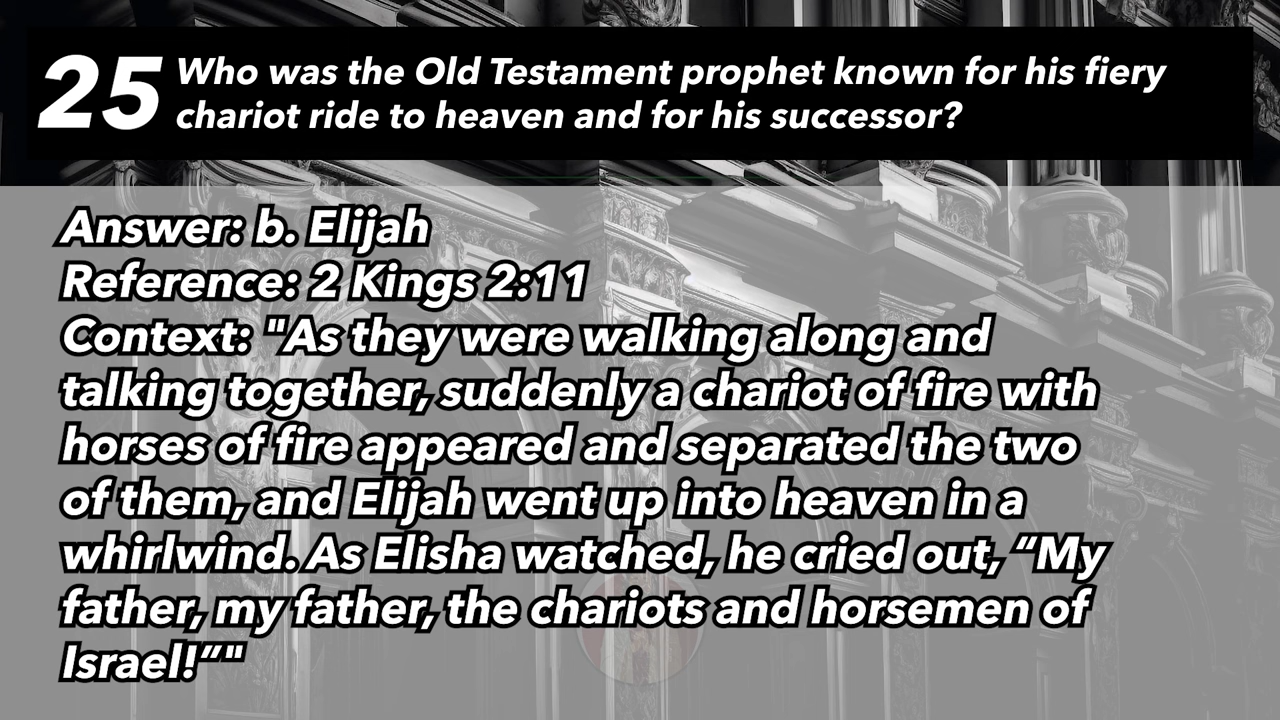 25 Who was the Old Testament prophet known for his fiery
chariot ride to heaven and for his successor?
Answer: b. Elijah
Reference: 2 Kings 2:11
Context: "As they were walking along and
talking together, suddenly a chariot of fire with
horses of fire appeared and separated the two
of them, and Elijah went up into heaven in a
whirlwind. As Elisha watched, he cried out, “My
father, my father, the chariots and horsemen of
Israel!”"